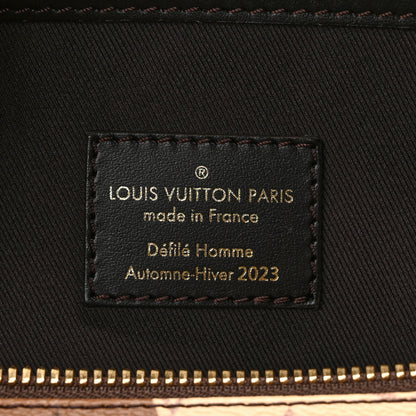 ®
LOUIS VUITTON PARIS
made in France
Défilé Homme
Automne-Hiver 2023